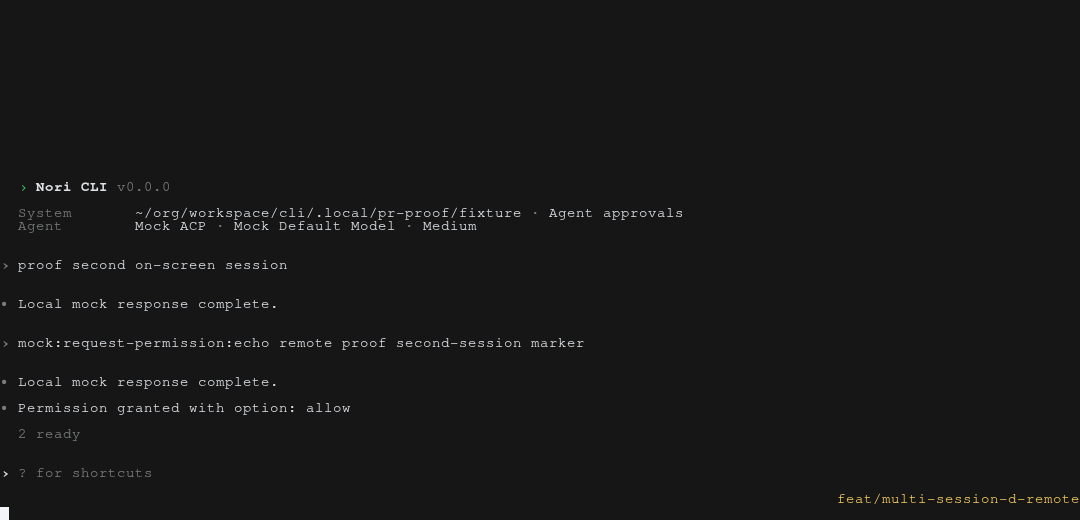 › Nori CLI v0.0.0
System ~/org/workspace/cli/.local/pr-proof/fixture · Agent approvals
Agent Mock ACP · Mock Default Model · Medium
› proof second on-screen session
• Local mock response complete.
› mock:request-permission:echo remote proof second-session marker
• Local mock response complete.
• Permission granted with option: allow
2 ready
› ? for shortcuts
feat/multi-session-d-remote